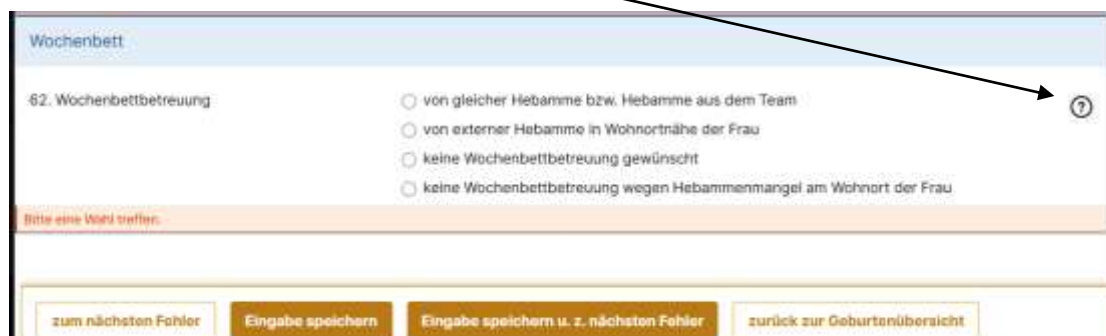 Wochenbett
62. Wochenbettbetreuung
von gleicher Hebamme bzw. Hebamme aus dem Team
von externer Hebamme in Wohnortnähe der Frau
keine Wochenbettbetreuung gewünscht
keine Wochenbettbetreuung wegen Hebammenmangel am Wohnort der Frau
?
Bitte eine Wahl treffen.
zum nächsten Fehler
Eingabe speichern
Eingabe speichern u. z. nächsten Fehler
zurück zur Geburtenübersicht